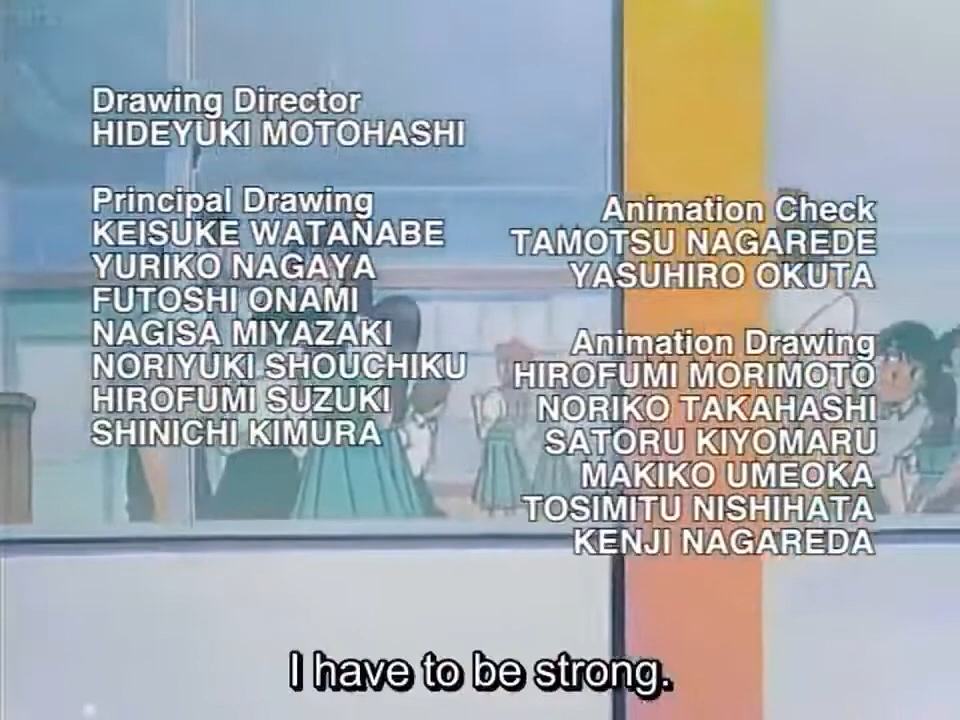 Drawing Director
HIDEYUKI MOTOHASHI
Principal Drawing
KEISUKE WATANABE
YURIKO NAGAYA
FUTOSHI ONAMI
NAGISA MIYAZAKI
NORIYUKI SHOUCHIKU
HIROFUMI SUZUKI
SHINICHI KIMURA
Animation Check
TAMOTSU NAGAREDE
YASUHIRO OKUTA
Animation Drawing
HIROFUMI MORIMOTO
NORIKO TAKAHASHI
SATORU KIYOMARU
MAKIKO UMEOKA
TOSIMITU NISHIHATA
KENJI NAGAREDA
I have to be strong.